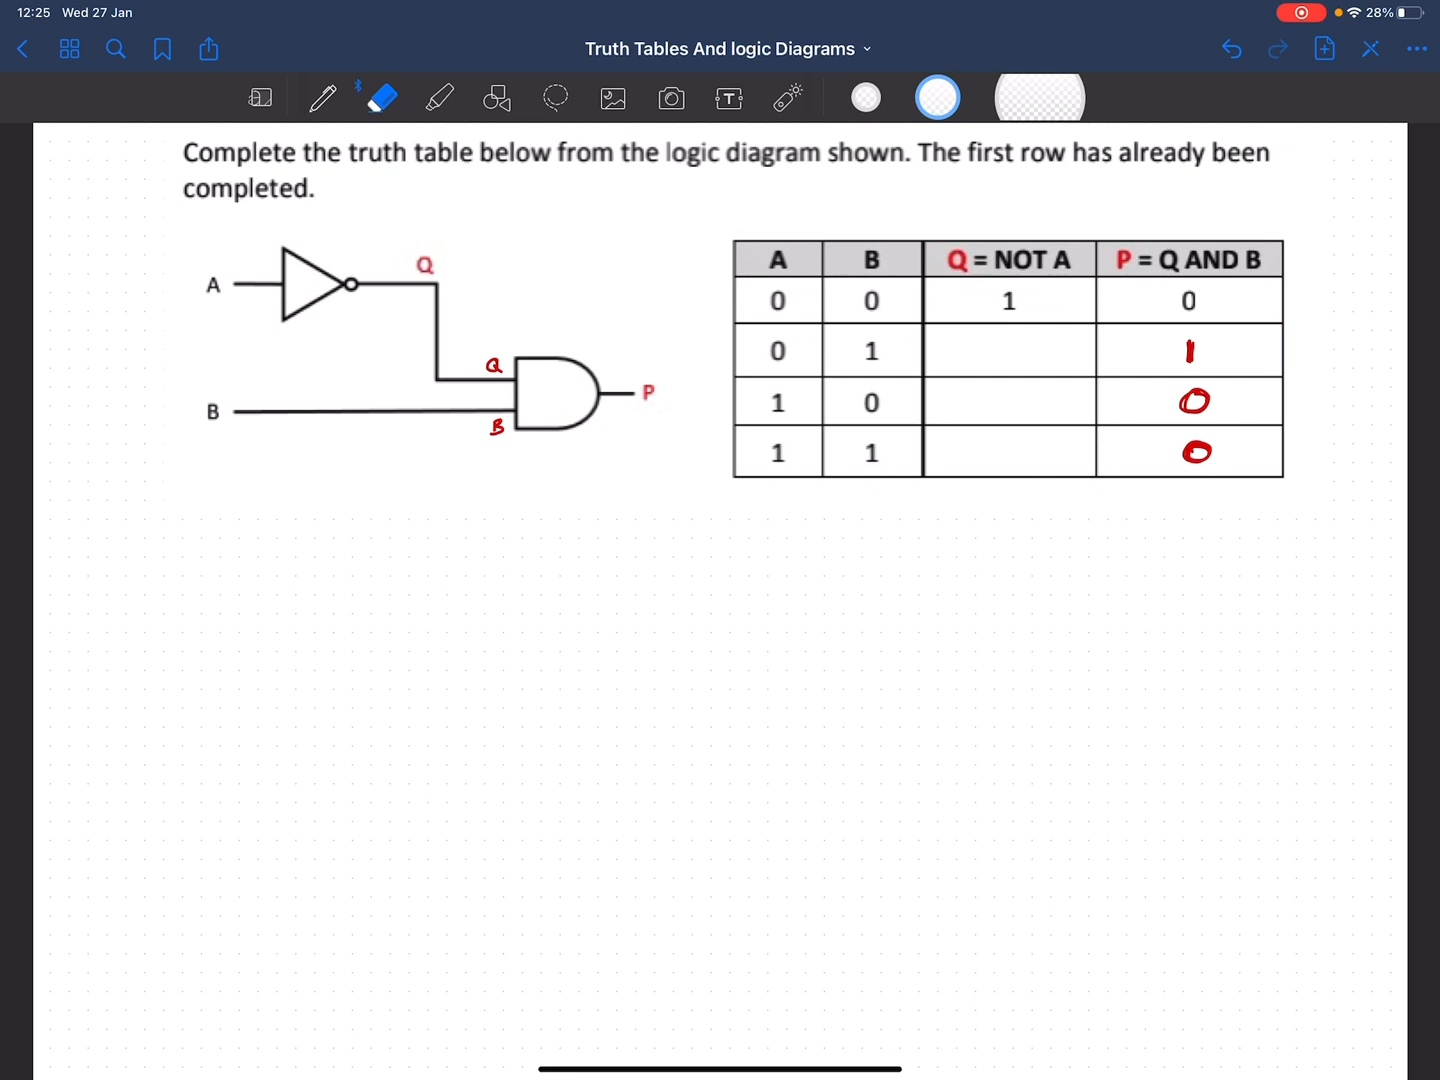 12:25 Wed 27 Jan
28%
Truth Tables And logic Diagrams
T
Complete the truth table below from the logic diagram shown. The first row has already been
completed.
A
Q
Q
P
B
B
A B Q = NOT A P = Q AND B
0 0 1 0
0 1 1
1 0 0
1 1 0